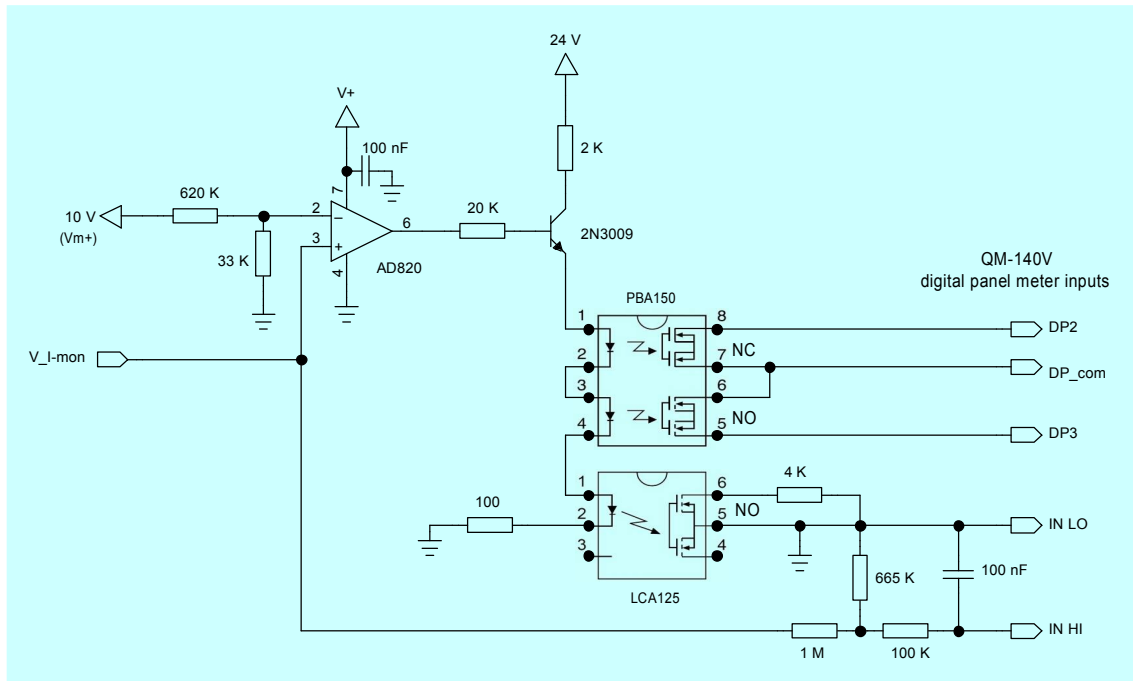 24 V
V+
100 nF
2 K
7
620 K
10 V
(Vm+)
2
3
6
4
20 K
2N3009
33 K
AD820
QM-140V
digital panel meter inputs
PBA150
1
8
DP2
V_I-mon
2
7
NC
DP_com
3
6
4
5
NO
DP3
1
6
4 K
100
2
NO
5
IN LO
3
4
665 K
100 nF
LCA125
IN HI
1 M
100 K